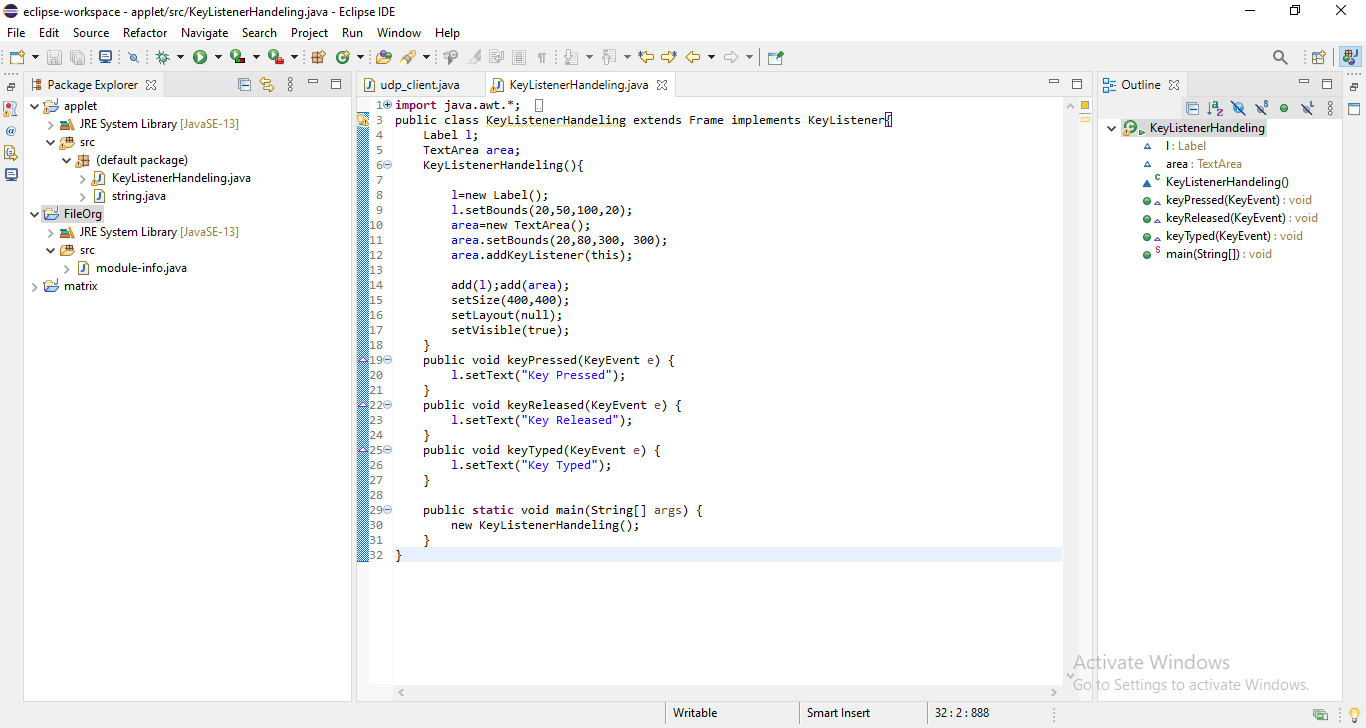 eclipse-workspace - applet/src/KeyListenerHandeling.java - Eclipse IDE
File Edit Source Refactor Navigate Search Project Run Window Help
Package Explorer
applet
JRE System Library [JavaSE-13]
src
(default package)
KeyListenerHandeling.java
string.java
FileOrg
JRE System Library [JavaSE-13]
src
module-info.java
matrix
udp_client.java KeyListenerHandeling.java
1 import java.awt.*;
3 public class KeyListenerHandeling extends Frame implements KeyListener{
4 Label l;
5 TextArea area;
6 KeyListenerHandeling(){
7
8 l=new Label();
9 l.setBounds(20,50,100,20);
10 area=new TextArea();
11 area.setBounds(20,80,300, 300);
12 area.addKeyListener(this);
13
14 add(l);add(area);
15 setSize(400,400);
16 setLayout(null);
17 setVisible(true);
18 }
19 public void keyPressed(KeyEvent e) {
20 l.setText("Key Pressed");
21 }
22 public void keyReleased(KeyEvent e) {
23 l.setText("Key Released");
24 }
25 public void keyTyped(KeyEvent e) {
26 l.setText("Key Typed");
27 }
28
29 public static void main(String[] args) {
30 new KeyListenerHandeling();
31 }
32 }
Outline
KeyListenerHandeling
l : Label
area : TextArea
KeyListenerHandeling()
keyPressed(KeyEvent) : void
keyReleased(KeyEvent) : void
keyTyped(KeyEvent) : void
main(String[]) : void
Activate Windows
Go to Settings to activate Windows.
Writable Smart Insert 32 : 2 : 888